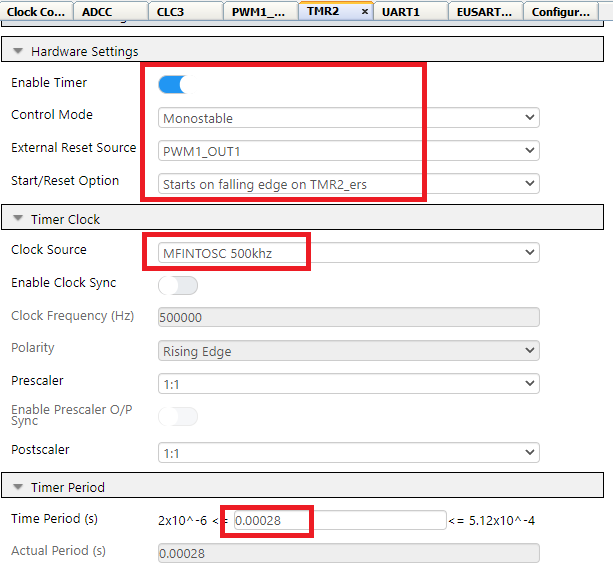 Clock Co... ADCC CLC3 PWM1_... TMR2 × UART1 EUSART... Configur...
Hardware Settings
Enable Timer
Control Mode Monostable
External Reset Source PWM1_OUT1
Start/Reset Option Starts on falling edge on TMR2_ers
Timer Clock
Clock Source MFINTOSC 500khz
Enable Clock Sync
Clock Frequency (Hz) 500000
Polarity Rising Edge
Prescaler 1:1
Enable Prescaler O/P
Sync
Postscaler 1:1
Timer Period
Time Period (s) 2x10^-6 <= 0.00028 <= 5.12x10^-4
Actual Period (s) 0.00028